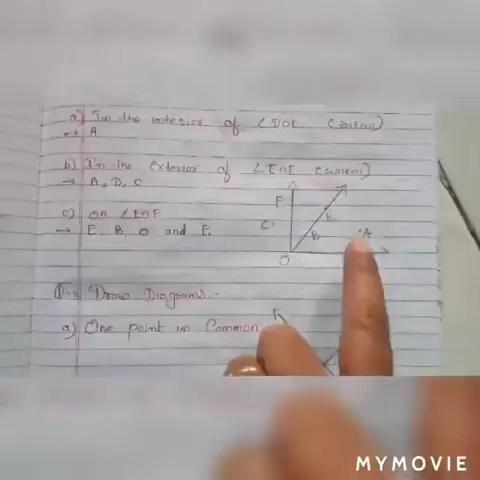 a) In the interior of ∠DOE (
→ A
b) In the exterior of ∠EOF (
→ A, D, C
c) on ∠EOF
→ E, B, O and F.
F
E
C
B
A
O
Draw Diagrams :-
a) One point in Common
MYMOVIE